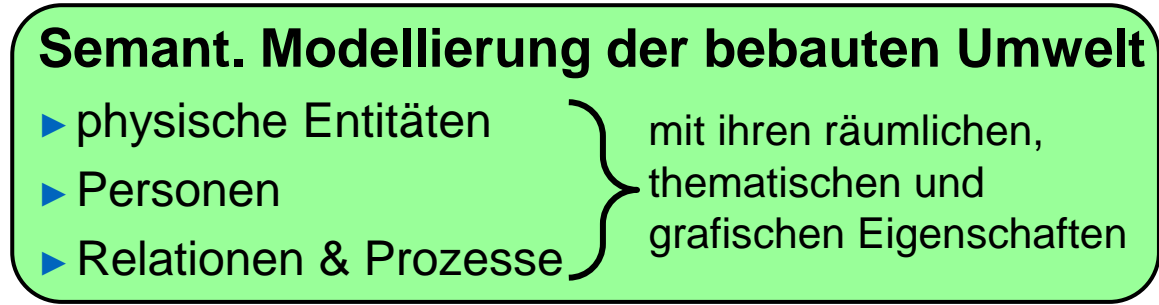 Semant. Modellierung der bebauten Umwelt
► physische Entitäten
► Personen
► Relationen & Prozesse
mit ihren räumlichen,
thematischen und
grafischen Eigenschaften